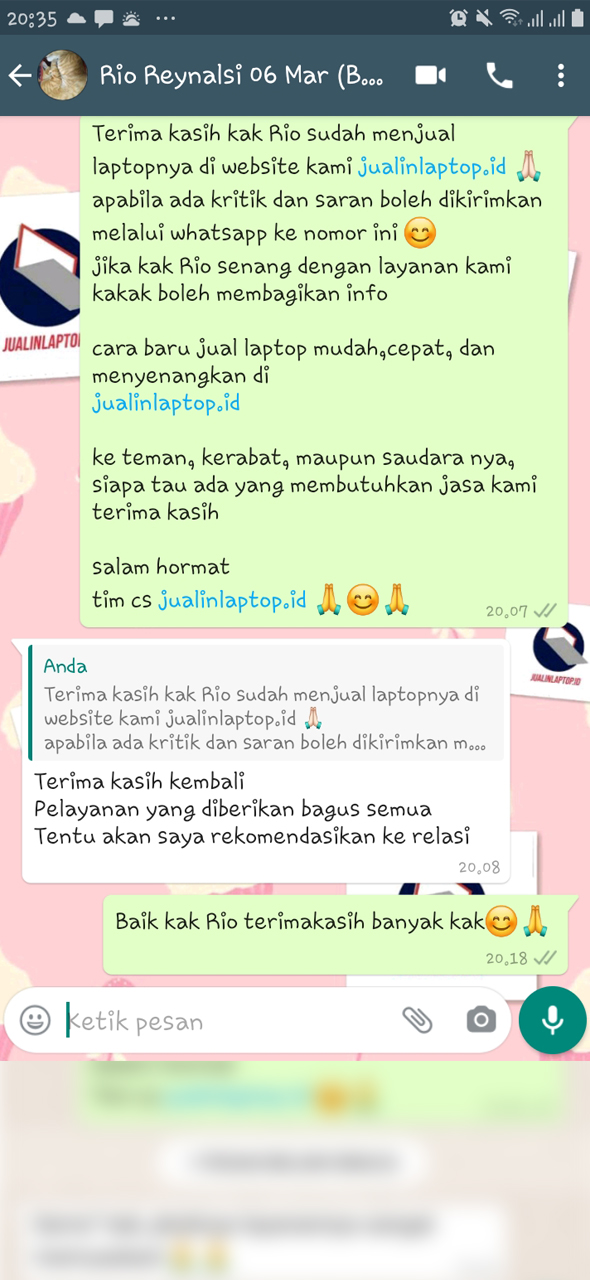 20:35
Rio Reynalsi 06 Mar (B...
Terima kasih kak Rio sudah menjual
laptopnya di website kami jualinlaptop.id 🙏🏻
apabila ada kritik dan saran boleh dikirimkan
melalui whatsapp ke nomor ini 😊
jika kak Rio senang dengan layanan kami
kakak boleh membagikan info
cara baru jual laptop mudah,cepat, dan
menyenangkan di
jualinlaptop.id
ke teman, kerabat, maupun saudara nya,
siapa tau ada yang membutuhkan jasa kami
terima kasih
salam hormat
tim cs jualinlaptop.id 🙏😊🙏
20.07
JUALINLAPTO
JUALINLAPTOP.ID
Anda
Terima kasih kak Rio sudah menjual laptopnya di
website kami jualinlaptop.id 🙏🏻
apabila ada kritik dan saran boleh dikirimkan m...
Terima kasih kembali
Pelayanan yang diberikan bagus semua
Tentu akan saya rekomendasikan ke relasi
20.08
Baik kak Rio terimakasih banyak kak😊🙏
20.18
Ketik pesan